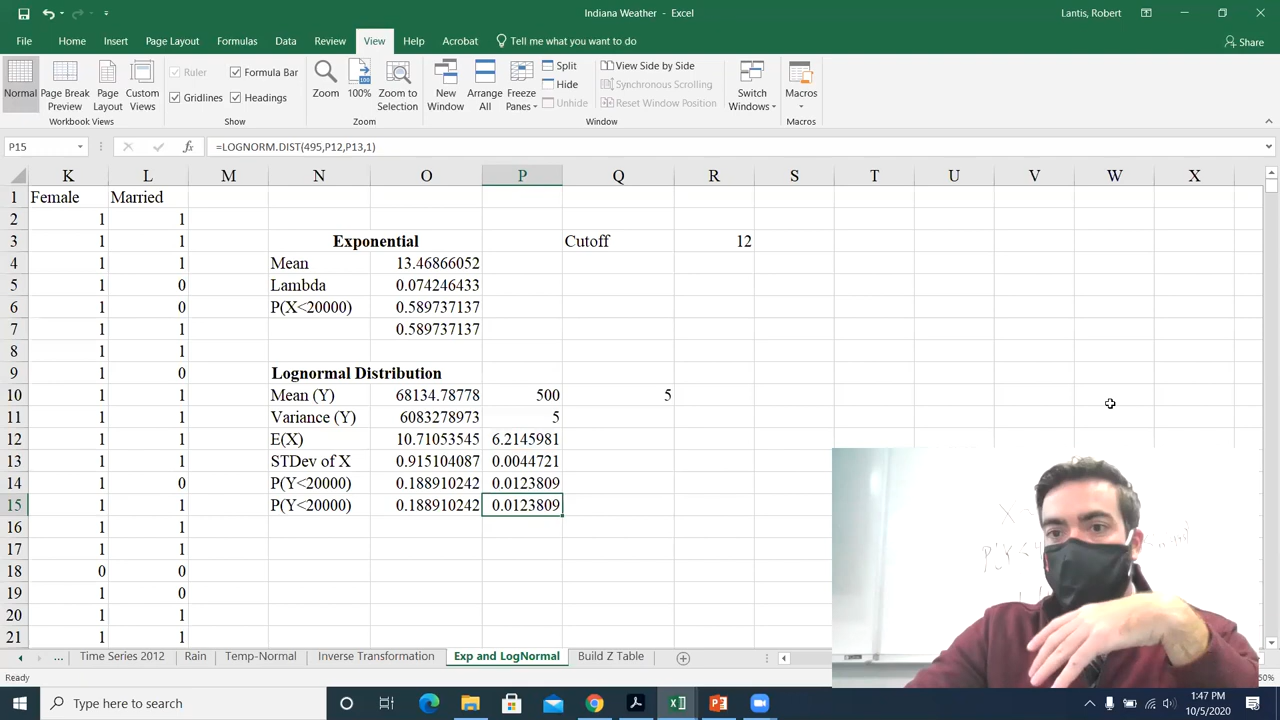 Indiana Weather - Excel
Lantis, Robert
File Home Insert Page Layout Formulas Data Review View Help Acrobat Tell me what you want to do Share
Normal
Page Break Preview
Page Layout
Custom Views
Ruler
Formula Bar
Gridlines
Headings
Zoom
100%
Zoom to Selection
New Window
Arrange All
Freeze Panes
Split
Hide
Unhide
View Side by Side
Synchronous Scrolling
Reset Window Position
Switch Windows
Macros
Workbook Views Show Zoom Window Macros
P15 fx =LOGNORM.DIST(495,P12,P13,1)
K L M N O P Q R S T U V W X
1 Female Married
2 1 1
3 1 1 Exponential Cutoff 12
4 1 1 Mean 13.46866052
5 1 0 Lambda 0.074246433
6 1 0 P(X<20000) 0.589737137
7 1 1 0.589737137
8 1 1
9 1 0 Lognormal Distribution
10 1 1 Mean (Y) 68134.78778 500 5
11 1 1 Variance (Y) 6083278973 5
12 1 1 E(X) 10.71053545 6.2145981
13 1 1 STDev of X 0.915104087 0.0044721
14 1 0 P(Y<20000) 0.188910242 0.0123809
15 1 1 P(Y<20000) 0.188910242 0.0123809
16 1 1
17 1 1
18 0 0
19 1 0
20 1 1
21 1 1
... Time Series 2012 Rain Temp-Normal Inverse Transformation Exp and LogNormal Build Z Table
Ready
Type here to search
1:47 PM
10/5/2020